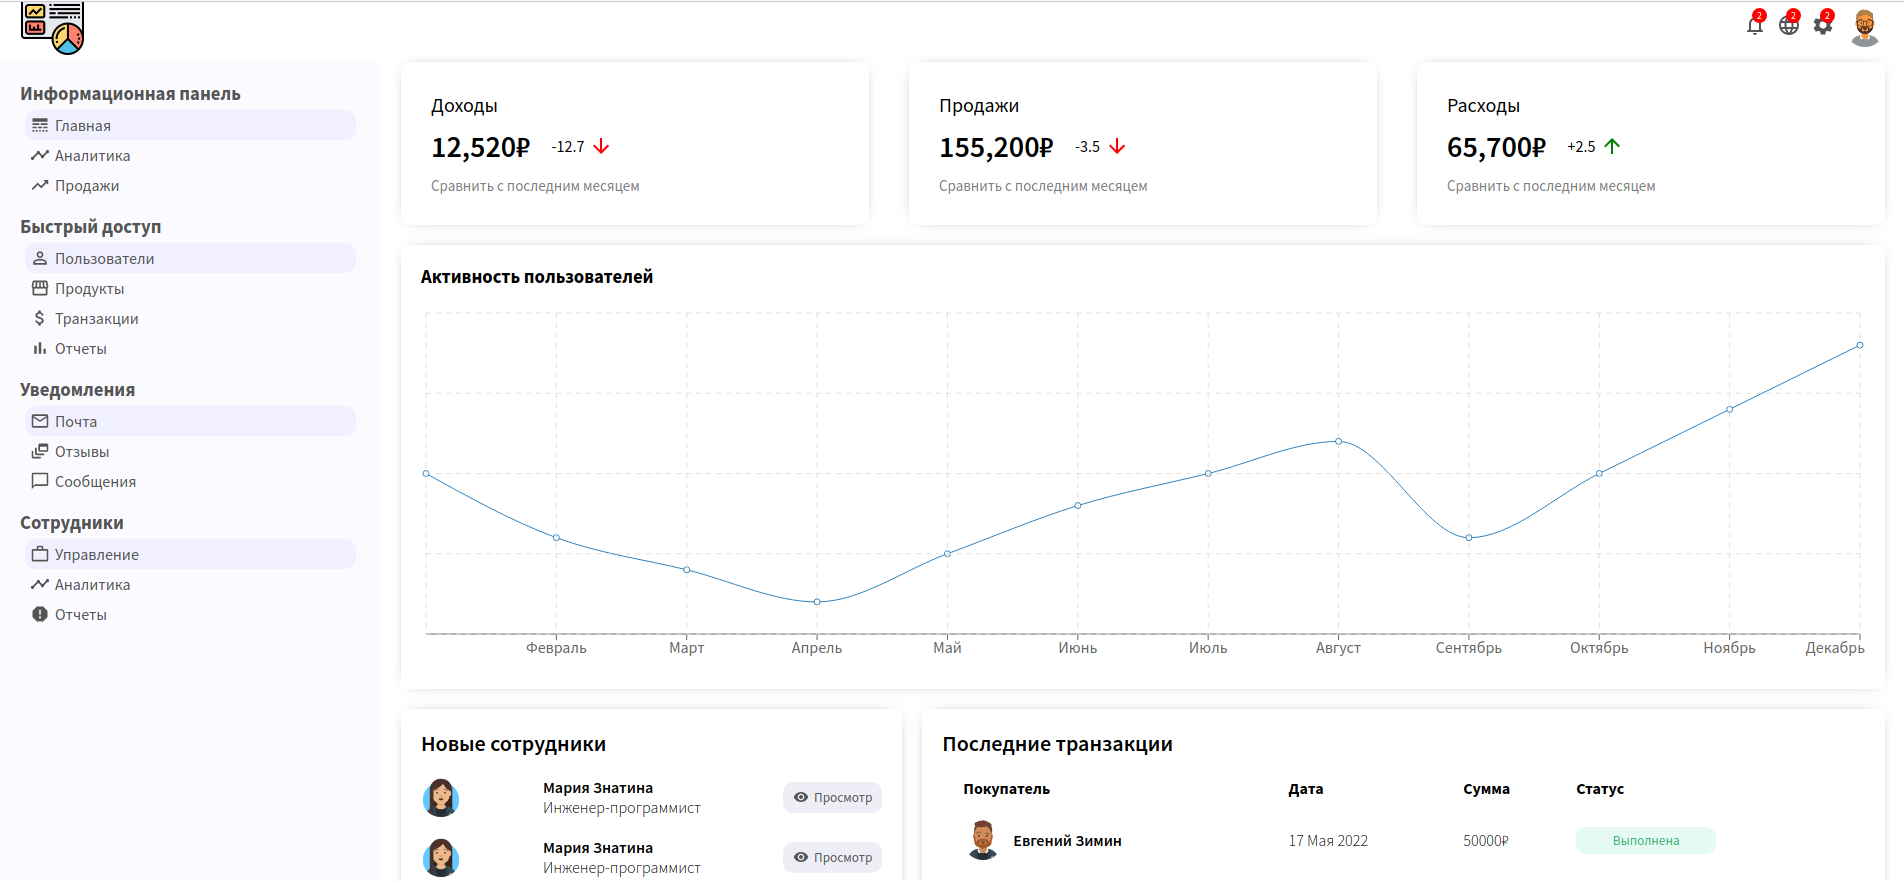 2 2 2
Информационная панель
Главная
Аналитика
Продажи
Быстрый доступ
Пользователи
Продукты
Транзакции
Отчеты
Уведомления
Почта
Отзывы
Сообщения
Сотрудники
Управление
Аналитика
Отчеты
Доходы
12,520₽ -12.7
Сравнить с последним месяцем
Продажи
155,200₽ -3.5
Сравнить с последним месяцем
Расходы
65,700₽ +2.5
Сравнить с последним месяцем
Активность пользователей
Февраль Март Апрель Май Июнь Июль Август Сентябрь Октябрь Ноябрь Декабрь
Новые сотрудники
Мария Знатина
Инженер-программист
Просмотр
Мария Знатина
Инженер-программист
Просмотр
Последние транзакции
Покупатель Дата Сумма Статус
Евгений Зимин 17 Мая 2022 50000₽ Выполнена